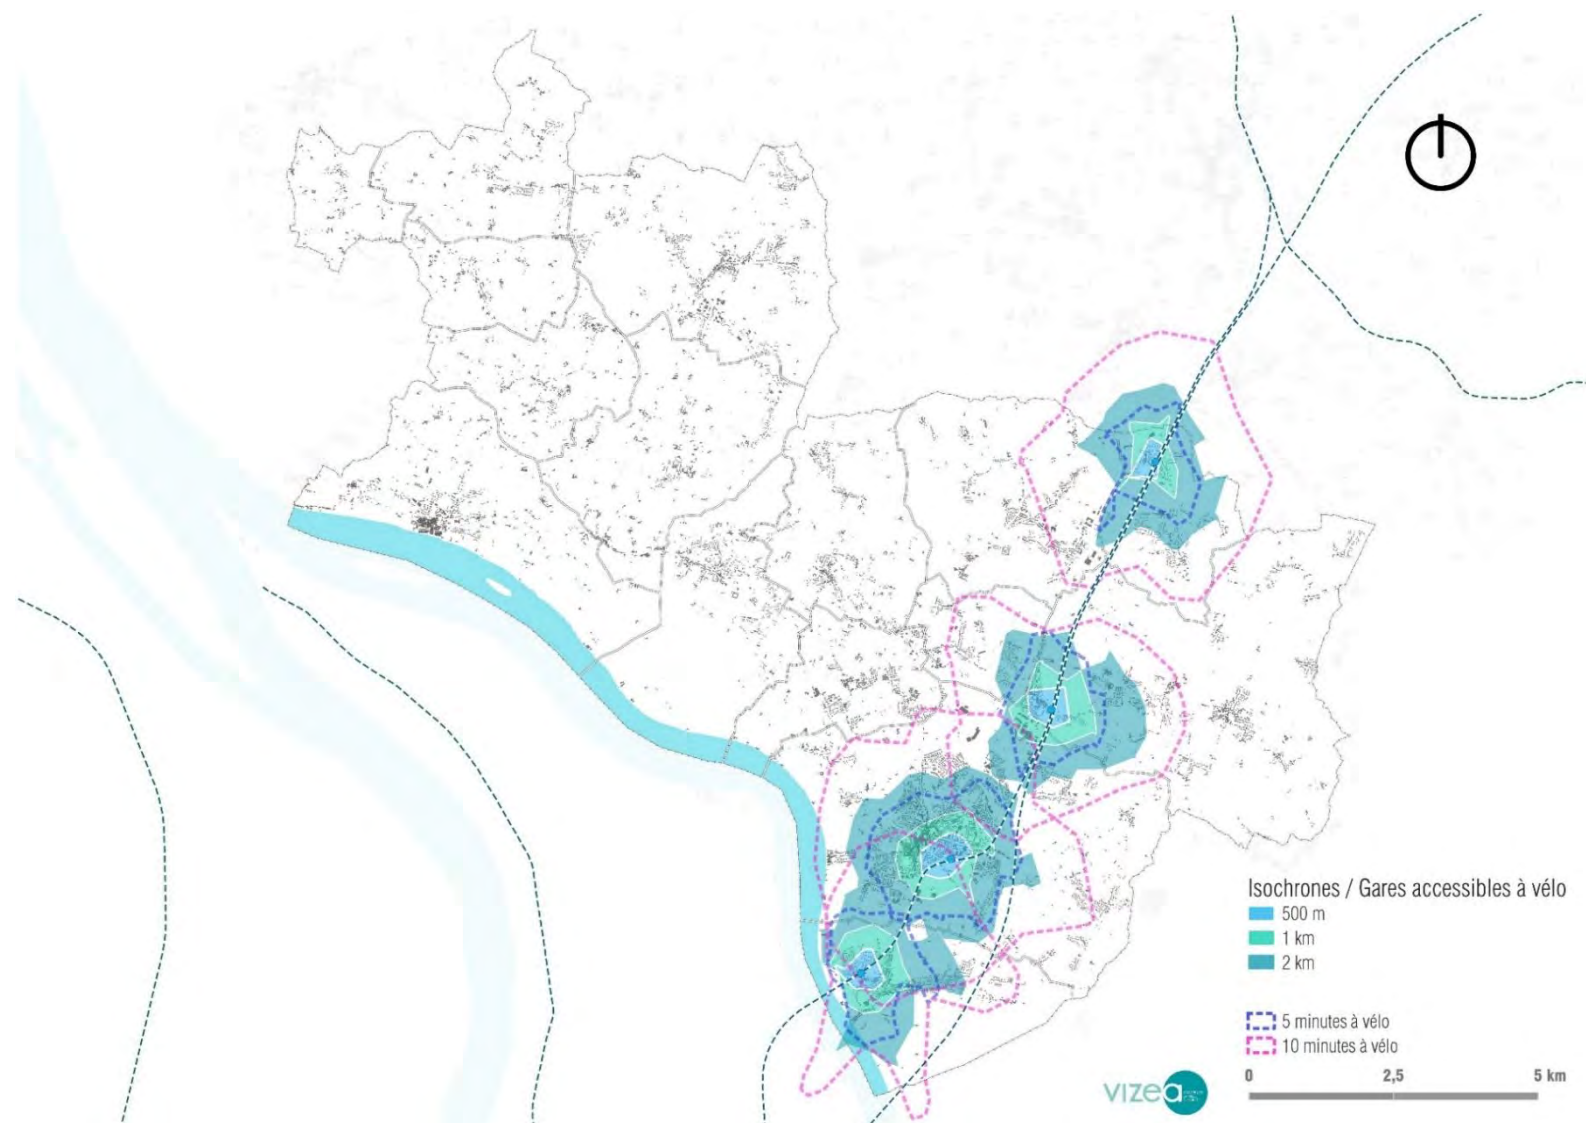 Isochrones / Gares accessibles à vélo
500 m
1 km
2 km
5 minutes à vélo
10 minutes à vélo
0 2,5 5 km
vizea